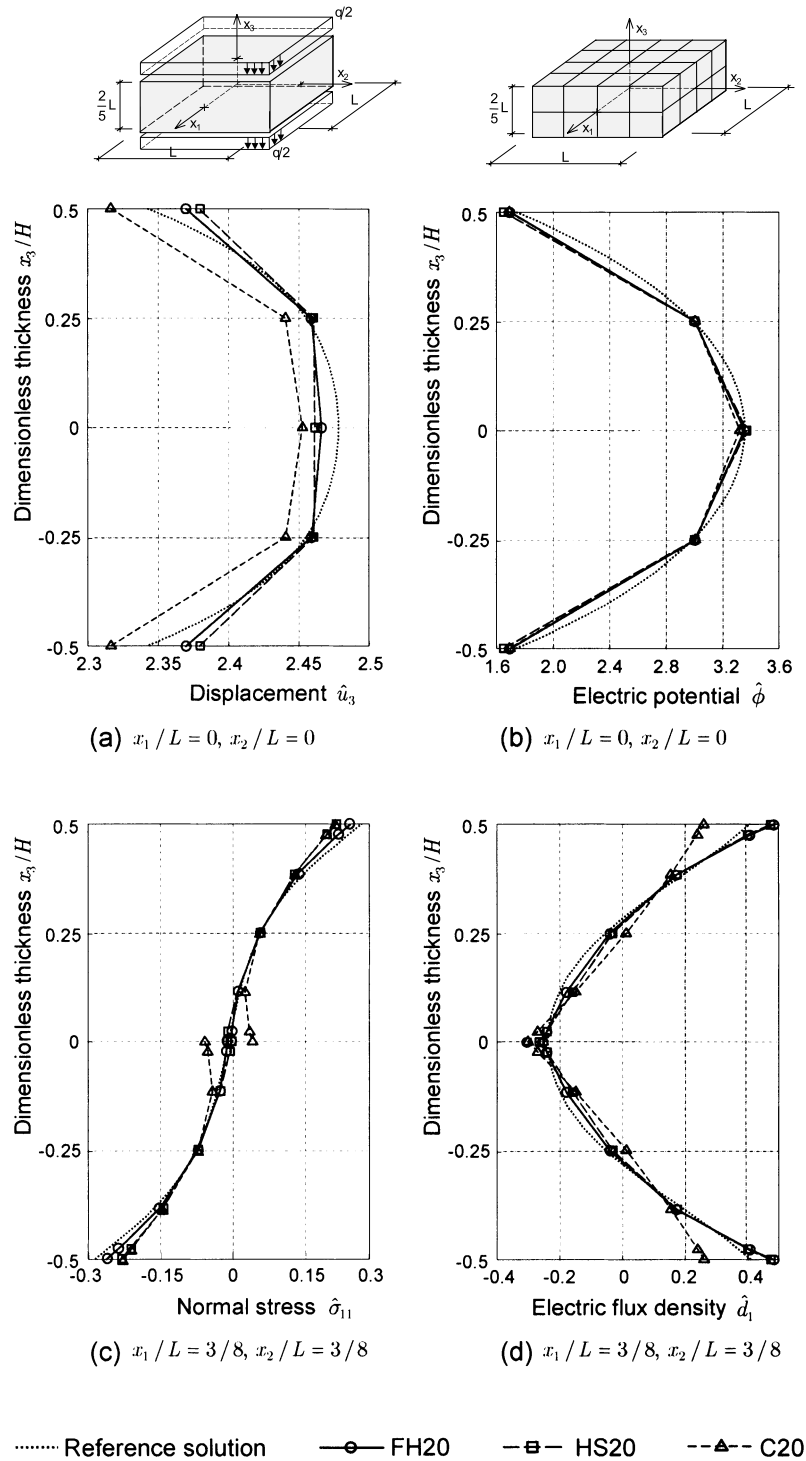 q/2
x₃
x₂
2/5 L
x₁
L
q/2
L
x₃
x₂
2/5 L
x₁
L
L
Dimensionless thickness x₃/H
0.5
0.25
0
-0.25
-0.5
2.3 2.35 2.4 2.45 2.5
Displacement û₃
(a) x₁/L = 0, x₂/L = 0
Dimensionless thickness x₃/H
0.5
0.25
0
-0.25
-0.5
1.6 2.0 2.4 2.8 3.2 3.6
Electric potential ϕ̂
(b) x₁/L = 0, x₂/L = 0
Dimensionless thickness x₃/H
0.5
0.25
0
-0.25
-0.5
-0.3 -0.15 0 0.15 0.3
Normal stress σ̂₁₁
(c) x₁/L = 3/8, x₂/L = 3/8
Dimensionless thickness x₃/H
0.5
0.25
0
-0.25
-0.5
-0.4 -0.2 0 0.2 0.4
Electric flux density d̂₁
(d) x₁/L = 3/8, x₂/L = 3/8
Reference solution FH20 HS20 C20